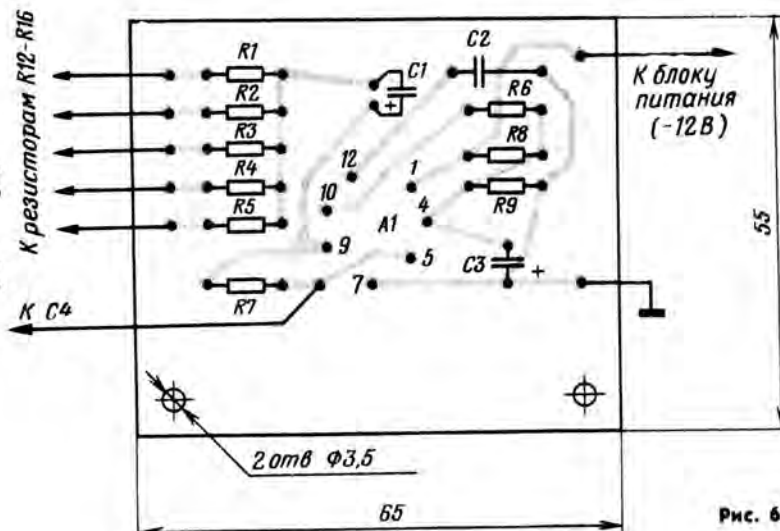 К резисторам R12-R16
R1
R2
R3
R4
R5
R7
C1
+
C2
R6
R8
R9
12
10
9
7
1
4
A1
5
C3
+
К блоку
питания
(-12В)
К C4
2 отв Ф3,5
65
55
Рис. 6